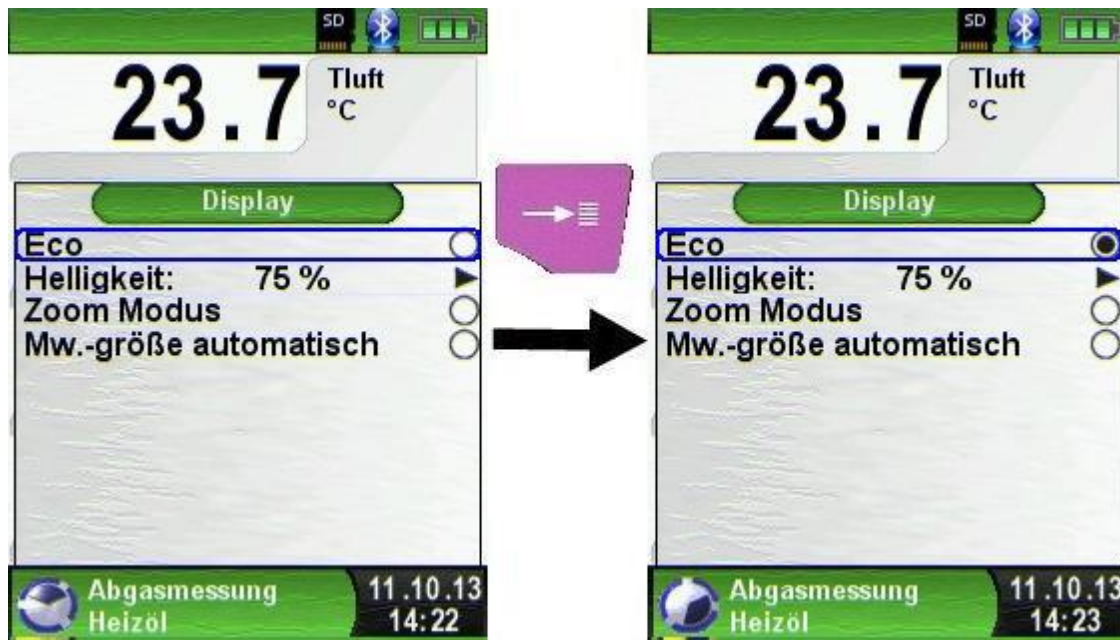 SD
23.7
Tluft
°C
Display
Eco
Helligkeit: 75 %
Zoom Modus
Mw.-größe automatisch
Abgasmessung
Heizöl
11.10.13
14:22
SD
23.7
Tluft
°C
Display
Eco
Helligkeit: 75 %
Zoom Modus
Mw.-größe automatisch
Abgasmessung
Heizöl
11.10.13
14:23